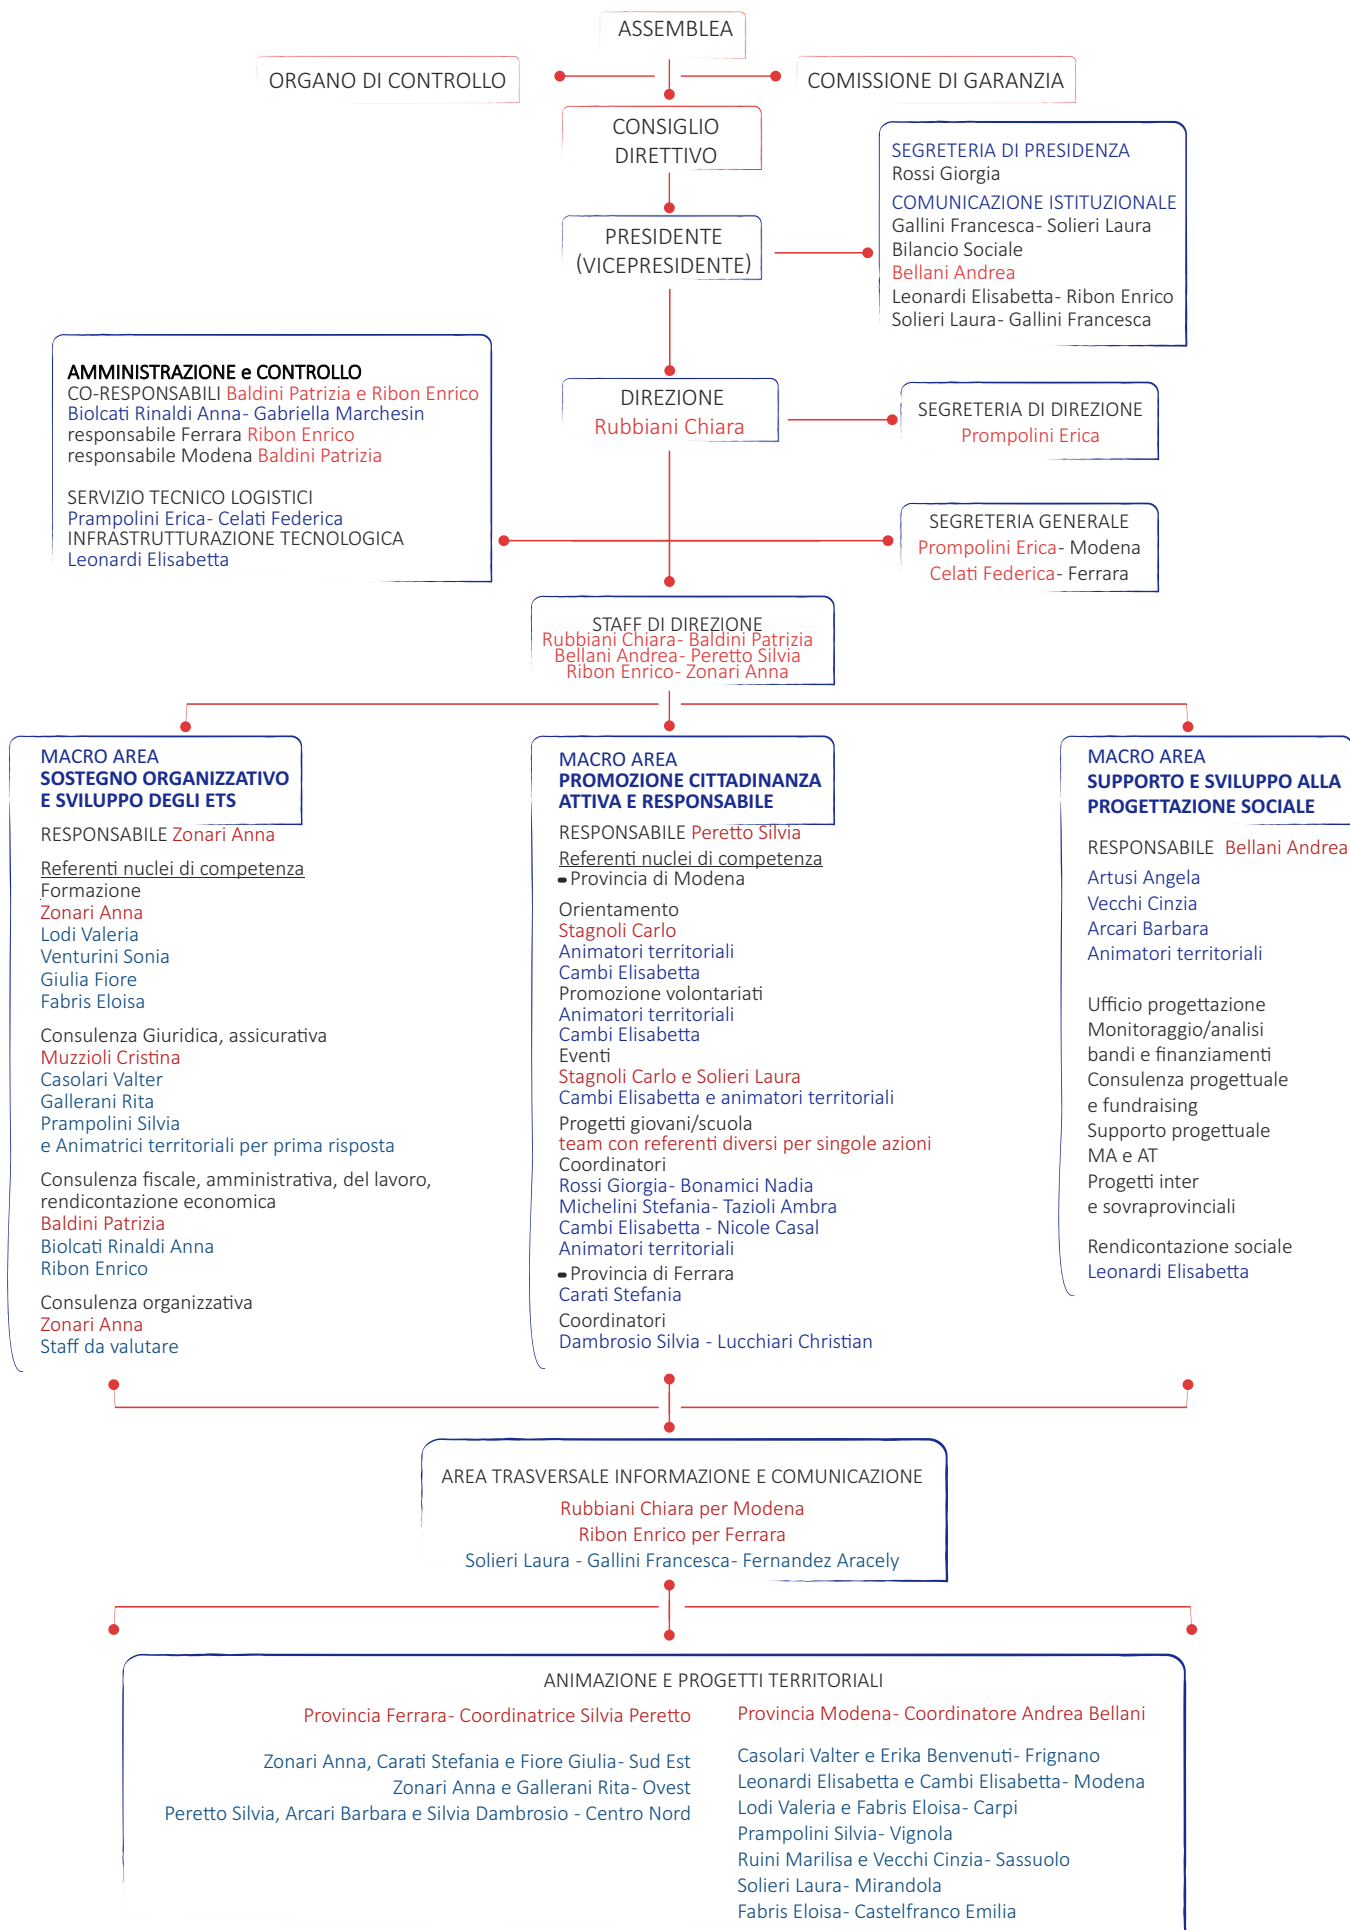 ASSEMBLEA
ORGANO DI CONTROLLO
COMISSIONE DI GARANZIA
CONSIGLIO
DIRETTIVO
SEGRETERIA DI PRESIDENZA
Rossi Giorgia
COMUNICAZIONE ISTITUZIONALE
Gallini Francesca- Solieri Laura
Bilancio Sociale
Bellani Andrea
Leonardi Elisabetta- Ribon Enrico
Solieri Laura- Gallini Francesca
PRESIDENTE
(VICEPRESIDENTE)
AMMINISTRAZIONE e CONTROLLO
CO-RESPONSABILI Baldini Patrizia e Ribon Enrico
Biolcati Rinaldi Anna- Gabriella Marchesin
responsabile Ferrara Ribon Enrico
responsabile Modena Baldini Patrizia
SERVIZIO TECNICO LOGISTICI
Prampolini Erica- Celati Federica
INFRASTRUTTURAZIONE TECNOLOGICA
Leonardi Elisabetta
DIREZIONE
Rubbiani Chiara
SEGRETERIA DI DIREZIONE
Prompolini Erica
SEGRETERIA GENERALE
Prompolini Erica- Modena
Celati Federica- Ferrara
STAFF DI DIREZIONE
Rubbiani Chiara- Baldini Patrizia
Bellani Andrea- Peretto Silvia
Ribon Enrico- Zonari Anna
MACRO AREA
SOSTEGNO ORGANIZZATIVO
E SVILUPPO DEGLI ETS
RESPONSABILE Zonari Anna
Referenti nuclei di competenza
Formazione
Zonari Anna
Lodi Valeria
Venturini Sonia
Giulia Fiore
Fabris Eloisa
Consulenza Giuridica, assicurativa
Muzzioli Cristina
Casolari Valter
Gallerani Rita
Prampolini Silvia
e Animatrici territoriali per prima risposta
Consulenza fiscale, amministrativa, del lavoro,
rendicontazione economica
Baldini Patrizia
Biolcati Rinaldi Anna
Ribon Enrico
Consulenza organizzativa
Zonari Anna
Staff da valutare
MACRO AREA
PROMOZIONE CITTADINANZA
ATTIVA E RESPONSABILE
RESPONSABILE Peretto Silvia
Referenti nuclei di competenza
- Provincia di Modena
Orientamento
Stagnoli Carlo
Animatori territoriali
Cambi Elisabetta
Promozione volontariati
Animatori territoriali
Cambi Elisabetta
Eventi
Stagnoli Carlo e Solieri Laura
Cambi Elisabetta e animatori territoriali
Progetti giovani/scuola
team con referenti diversi per singole azioni
Coordinatori
Rossi Giorgia- Bonamici Nadia
Michelini Stefania- Tazioli Ambra
Cambi Elisabetta - Nicole Casal
Animatori territoriali
- Provincia di Ferrara
Carati Stefania
Coordinatori
Dambrosio Silvia - Lucchiari Christian
MACRO AREA
SUPPORTO E SVILUPPO ALLA
PROGETTAZIONE SOCIALE
RESPONSABILE Bellani Andrea
Artusi Angela
Vecchi Cinzia
Arcari Barbara
Animatori territoriali
Ufficio progettazione
Monitoraggio/analisi
bandi e finanziamenti
Consulenza progettuale
e fundraising
Supporto progettuale
MA e AT
Progetti inter
e sovraprovinciali
Rendicontazione sociale
Leonardi Elisabetta
AREA TRASVERSALE INFORMAZIONE E COMUNICAZIONE
Rubbiani Chiara per Modena
Ribon Enrico per Ferrara
Solieri Laura - Gallini Francesca- Fernandez Aracely
ANIMAZIONE E PROGETTI TERRITORIALI
Provincia Ferrara- Coordinatrice Silvia Peretto
Zonari Anna, Carati Stefania e Fiore Giulia- Sud Est
Zonari Anna e Gallerani Rita- Ovest
Peretto Silvia, Arcari Barbara e Silvia Dambrosio - Centro Nord
Provincia Modena- Coordinatore Andrea Bellani
Casolari Valter e Erika Benvenuti- Frignano
Leonardi Elisabetta e Cambi Elisabetta- Modena
Lodi Valeria e Fabris Eloisa- Carpi
Prampolini Silvia- Vignola
Ruini Marilisa e Vecchi Cinzia- Sassuolo
Solieri Laura- Mirandola
Fabris Eloisa- Castelfranco Emilia